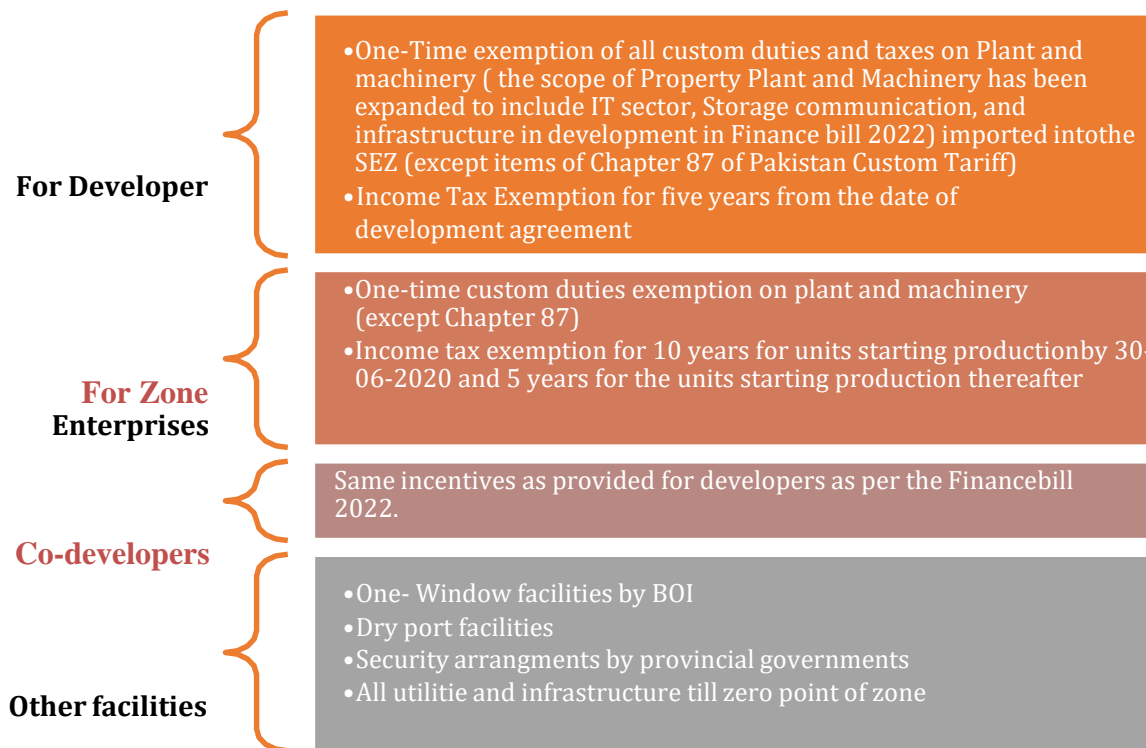 For Developer
•One-Time exemption of all custom duties and taxes on Plant and
machinery ( the scope of Property Plant and Machinery has been
expanded to include IT sector, Storage communication, and
infrastructure in development in Finance bill 2022) imported intothe
SEZ (except items of Chapter 87 of Pakistan Custom Tariff)
•Income Tax Exemption for five years from the date of
development agreement
For Zone
Enterprises
•One-time custom duties exemption on plant and machinery
(except Chapter 87)
•Income tax exemption for 10 years for units starting productionby 30-
06-2020 and 5 years for the units starting production thereafter
Co-developers
Same incentives as provided for developers as per the Financebill
2022.
Other facilities
•One- Window facilities by BOI
•Dry port facilities
•Security arrangments by provincial governments
•All utilitie and infrastructure till zero point of zone